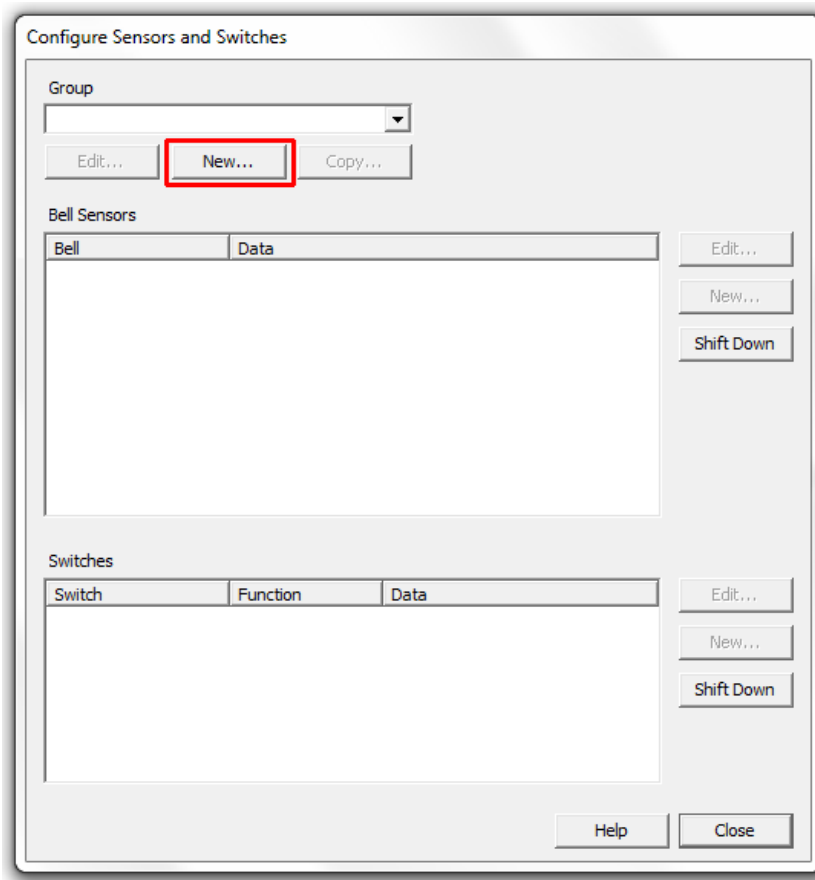 Configure Sensors and Switches
Group
Edit... New... Copy...
Bell Sensors
Bell Data
Edit...
New...
Shift Down
Switches
Switch Function Data
Edit...
New...
Shift Down
Help Close